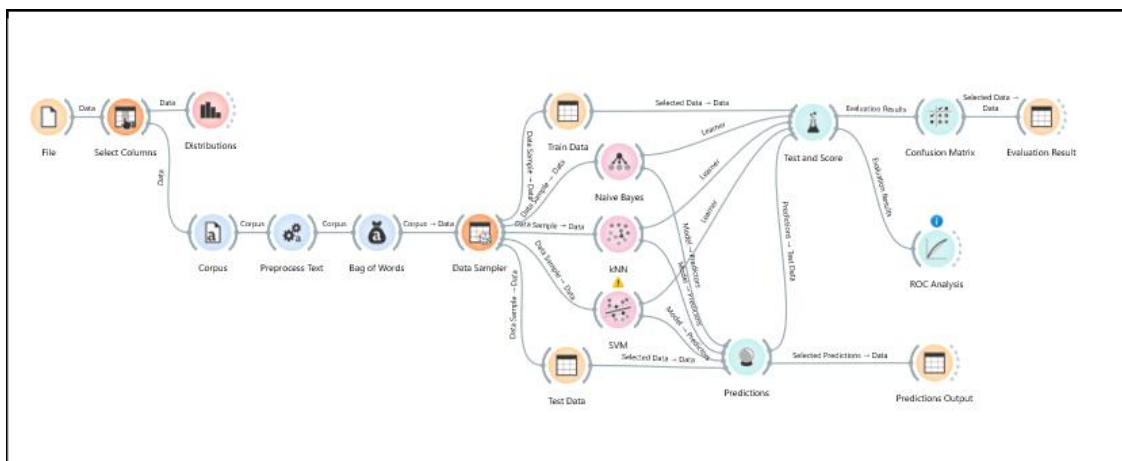 Data
Data
File
Select Columns
Distributions
Data
Corpus
Corpus
Corpus → Data
Corpus
Preprocess Text
Bag of Words
Data Sampler
Data Sample → Data
Data Sample → Data
Data Sample → Data
Data Sample → Data
Data Sample → Data
Train Data
Naive Bayes
kNN
SVM
Test Data
Selected Data → Data
Learner
Learner
Learner
Model → Predictors
Model → Predictors
Model → Predictors
Selected Data → Data
Predictions → Test Data
Test and Score
Evaluation Results
Confusion Matrix
Selected Data →
Data
Evaluation Result
Evaluation Results
ROC Analysis
Predictions
Selected Predictions → Data
Predictions Output